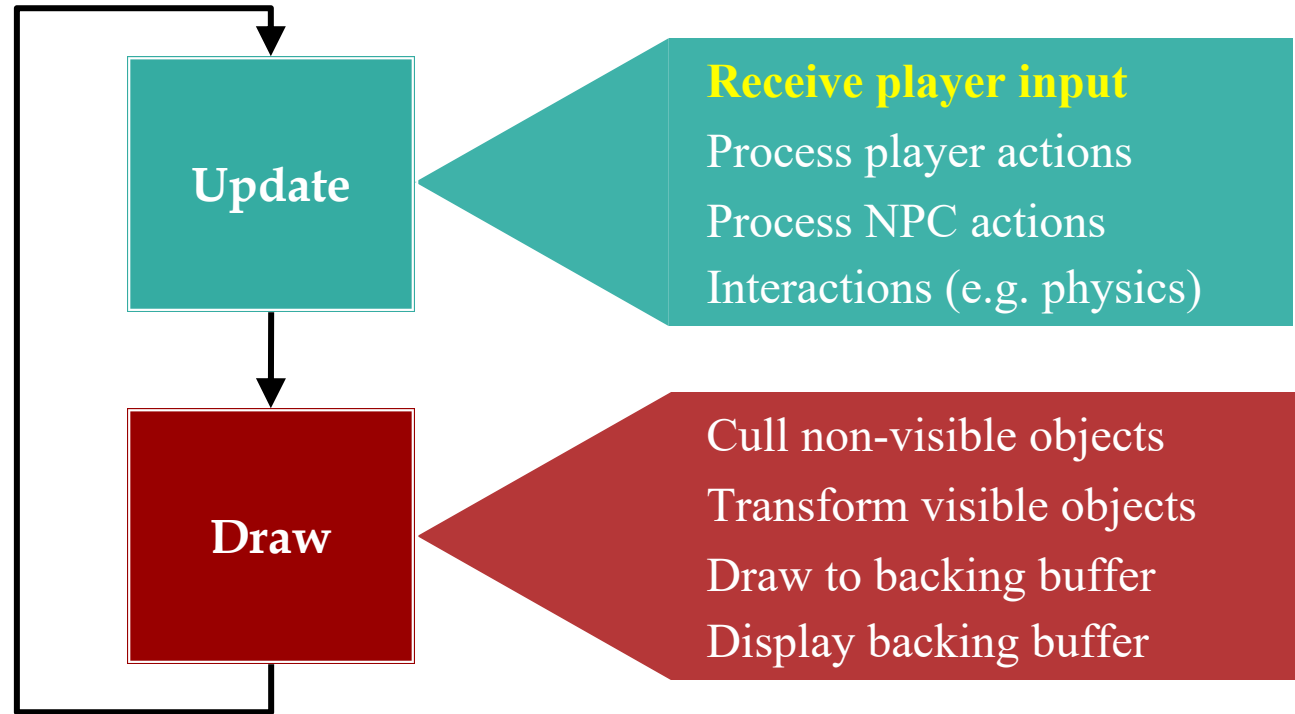 Update
Receive player input
Process player actions
Process NPC actions
Interactions (e.g. physics)
Draw
Cull non-visible objects
Transform visible objects
Draw to backing buffer
Display backing buffer